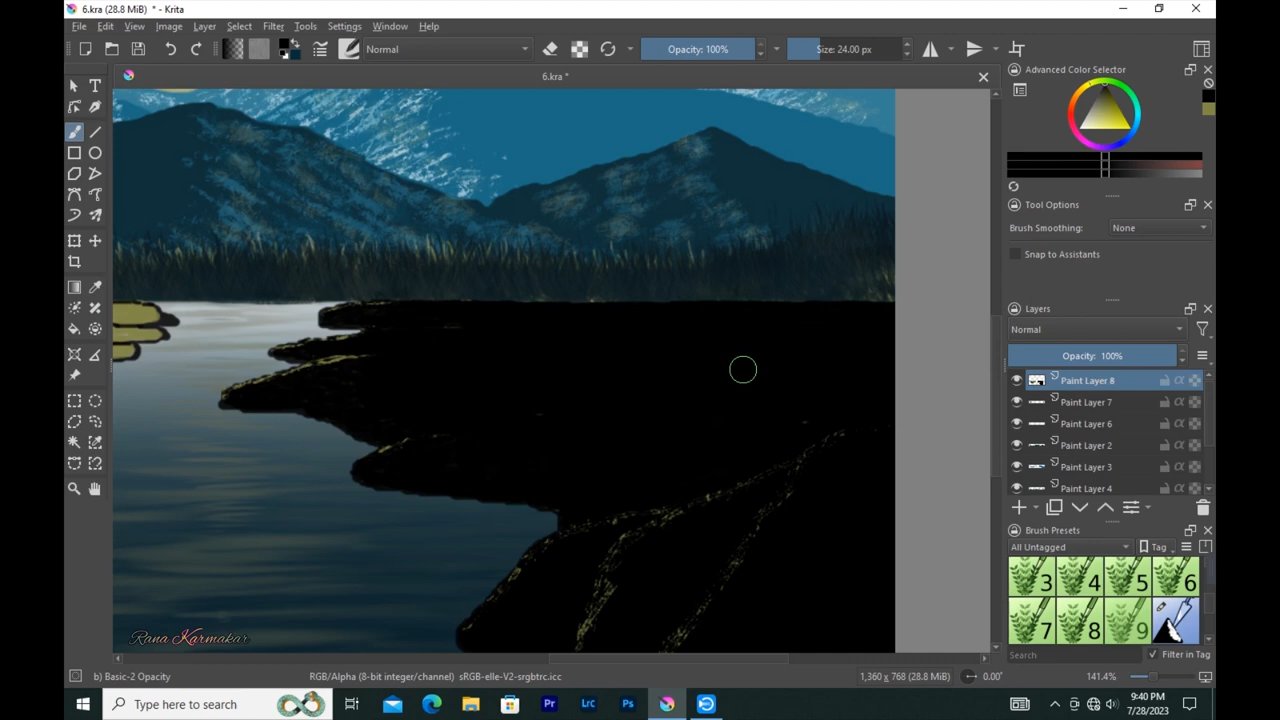 6.kra (28.8 MiB) * - Krita
File Edit View Image Layer Select Filter Tools Settings Window Help
Normal Opacity: 100% Size: 24.00 px
6.kra *
Advanced Color Selector
Tool Options
Brush Smoothing: None
Snap to Assistants
Layers
Normal
Opacity: 100%
Paint Layer 8
Paint Layer 7
Paint Layer 6
Paint Layer 2
Paint Layer 3
Paint Layer 4
Brush Presets
All Untagged Tag
3 4 5 6
7 8 9
Search Filter in Tag
Rana Karmakar
b) Basic-2 Opacity RGB/Alpha (8-bit integer/channel) sRGB-elle-V2-srgbtrc.icc 1,360 x 768 (28.8 MiB) 0.00° 141.4%
Type here to search Pr Lrc Ps 9:40 PM
7/28/2023